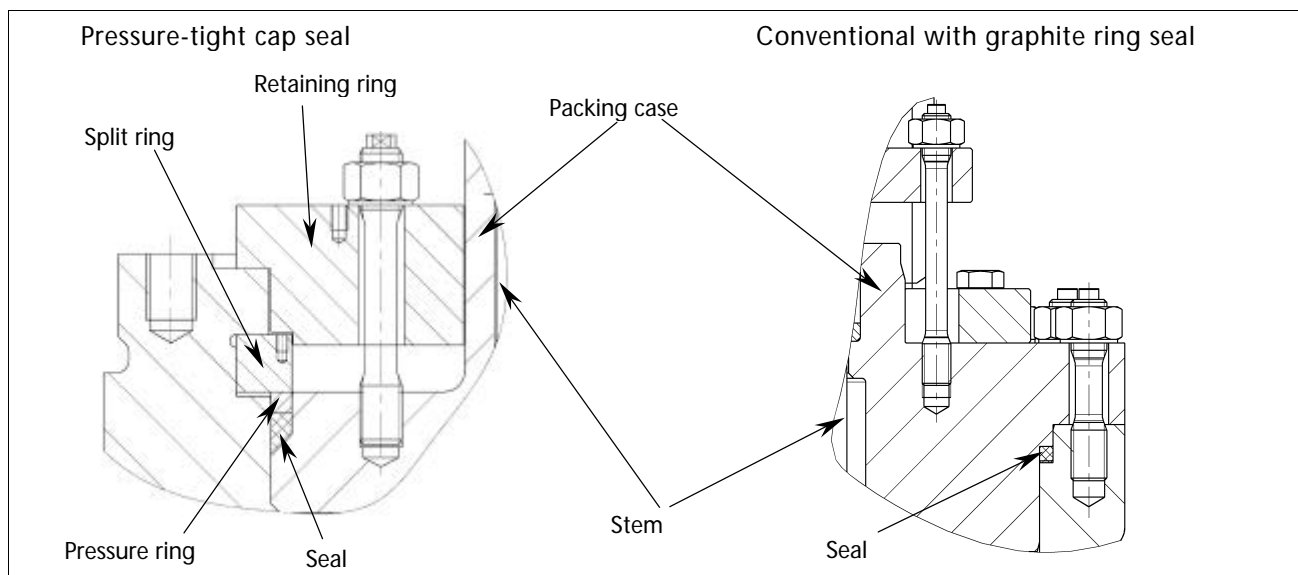 Pressure-tight cap seal
Conventional with graphite ring seal
Retaining ring
Packing case
Split ring
Stem
Pressure ring
Seal
Seal